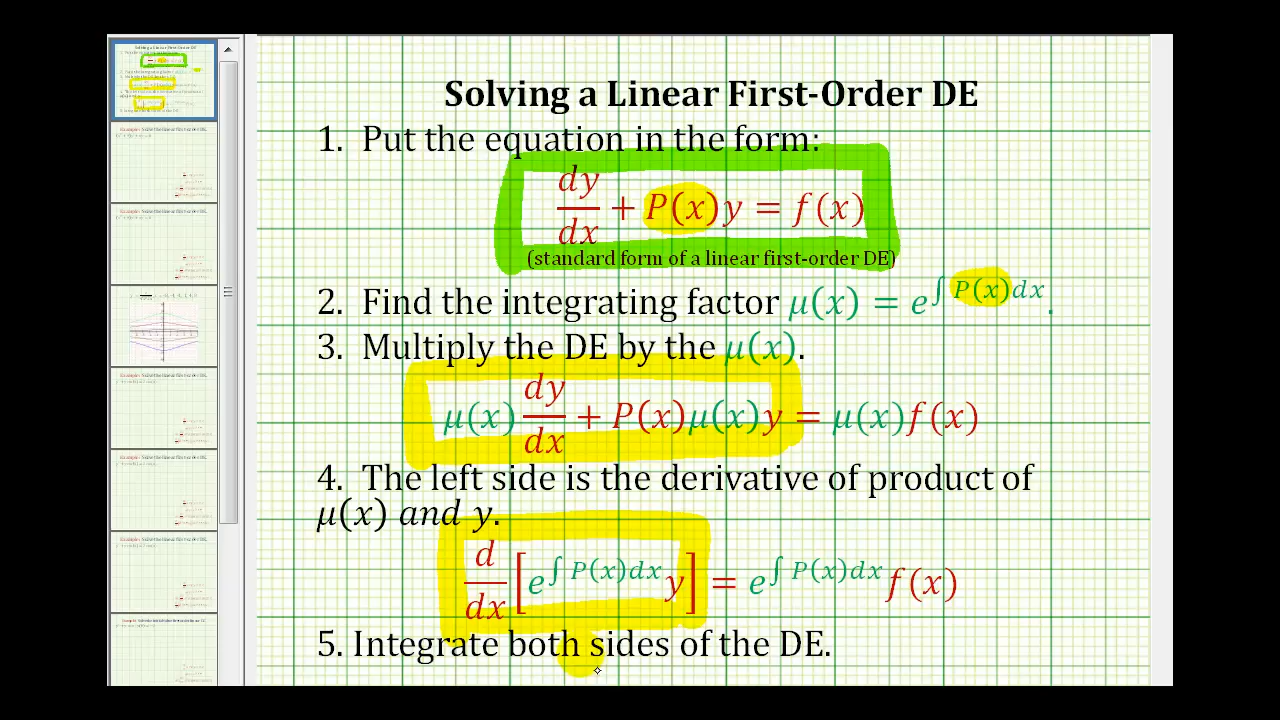 Solving a Linear First-Order DE
1. Put the equation in the form:
dy/dx + P(x)y = f(x)
(standard form of a linear first-order DE)
2. Find the integrating factor μ(x) = e^∫P(x)dx.
3. Multiply the DE by the μ(x).
μ(x) dy/dx + P(x)μ(x)y = μ(x)f(x)
4. The left side is the derivative of product of
μ(x) and y.
d/dx [e^∫P(x)dx y] = e^∫P(x)dx f(x)
5. Integrate both sides of the DE.